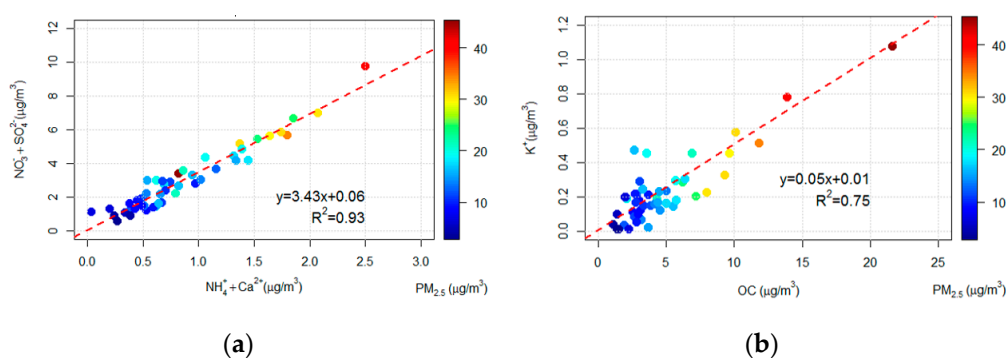 12
10
8
6
4
2
0
NO₃⁻ + SO₄²⁻ (μg/m³)
0.0 0.5 1.0 1.5 2.0 2.5 3.0
NH₄⁺ + Ca²⁺ (μg/m³)
y=3.43x+0.06
R²=0.93
40
30
20
10
PM₂.₅ (μg/m³)
(a)
1.2
1.0
0.8
0.6
0.4
0.2
0.0
K⁺(μg/m³)
0 5 10 15 20 25
OC (μg/m³)
y=0.05x+0.01
R²=0.75
40
30
20
10
PM₂.₅ (μg/m³)
(b)